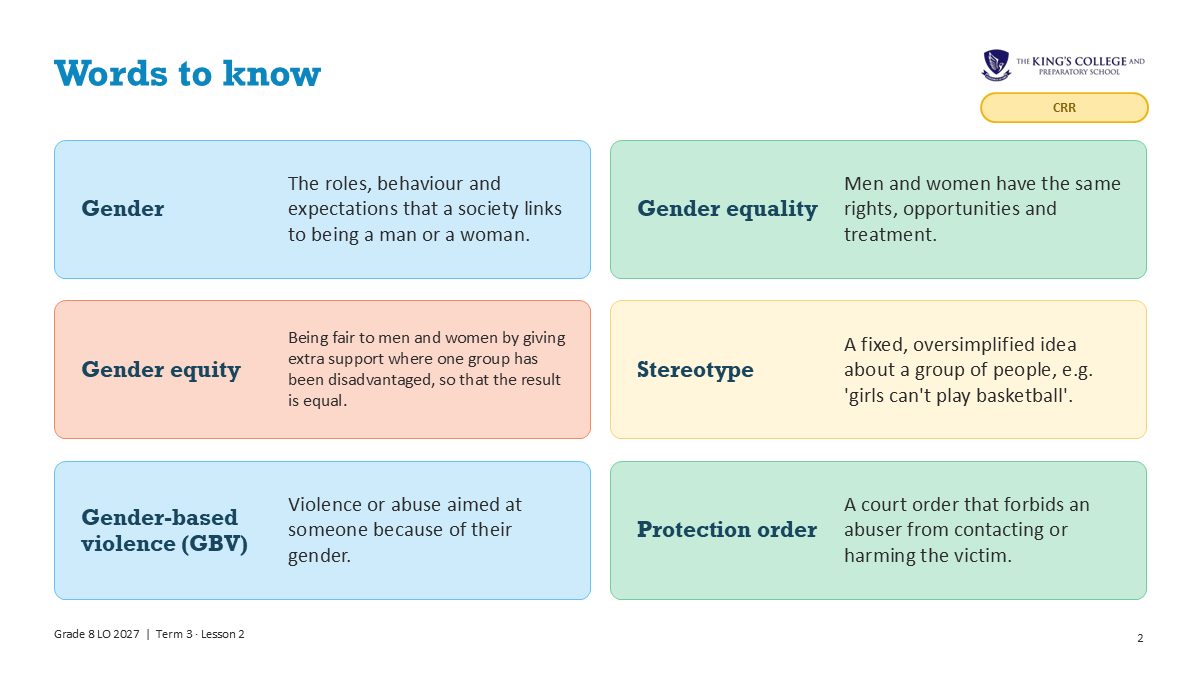 Words to know
THE KING'S COLLEGE AND
PREPARATORY SCHOOL
CRR
Gender
The roles, behaviour and
expectations that a society links
to being a man or a woman.
Gender equality
Men and women have the same
rights, opportunities and
treatment.
Gender equity
Being fair to men and women by giving
extra support where one group has
been disadvantaged, so that the result
is equal.
Stereotype
A fixed, oversimplified idea
about a group of people, e.g.
'girls can't play basketball'.
Gender-based
violence (GBV)
Violence or abuse aimed at
someone because of their
gender.
Protection order
A court order that forbids an
abuser from contacting or
harming the victim.
Grade 8 LO 2027 | Term 3 · Lesson 2
2